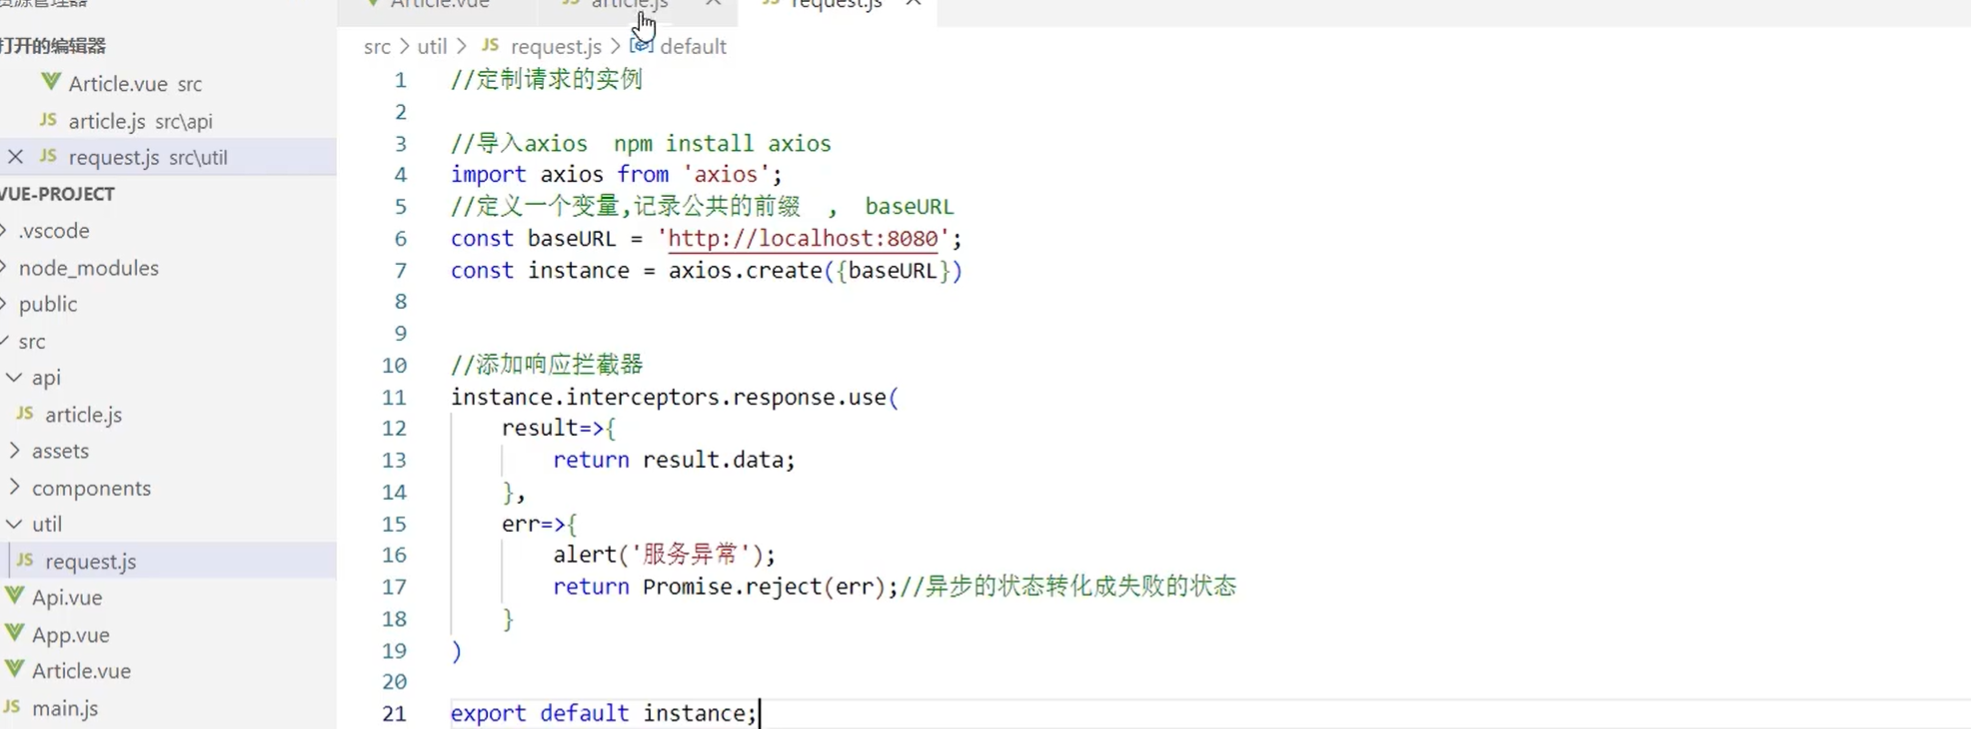 资源管理器
打开的编辑器
Article.vue src
article.js src\api
request.js src\util
VUE-PROJECT
.vscode
node_modules
public
src
api
article.js
assets
components
util
request.js
Api.vue
App.vue
Article.vue
main.js
Article.vue
article.js
request.js
src > util > JS request.js > default
1 //定制请求的实例
2
3 //导入axios  npm install axios
4 import axios from 'axios';
5 //定义一个变量,记录公共的前缀  ,  baseURL
6 const baseURL = 'http://localhost:8080';
7 const instance = axios.create({baseURL})
8
9
10 //添加响应拦截器
11 instance.interceptors.response.use(
12     result=>{
13         return result.data;
14     },
15     err=>{
16         alert('服务异常');
17         return Promise.reject(err);//异步的状态转化成失败的状态
18     }
19 )
20
21 export default instance;